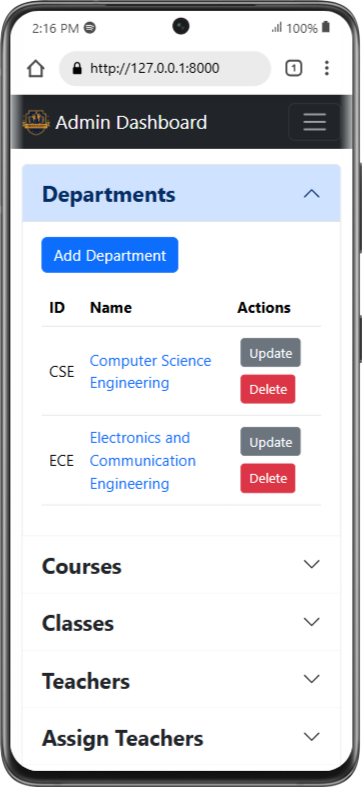 2:16 PM
100%
http://127.0.0.1:8000
1
Admin Dashboard
Departments
Add Department
ID Name Actions
CSE Computer Science Engineering Update
Delete
ECE Electronics and Communication Engineering Update
Delete
Courses
Classes
Teachers
Assign Teachers